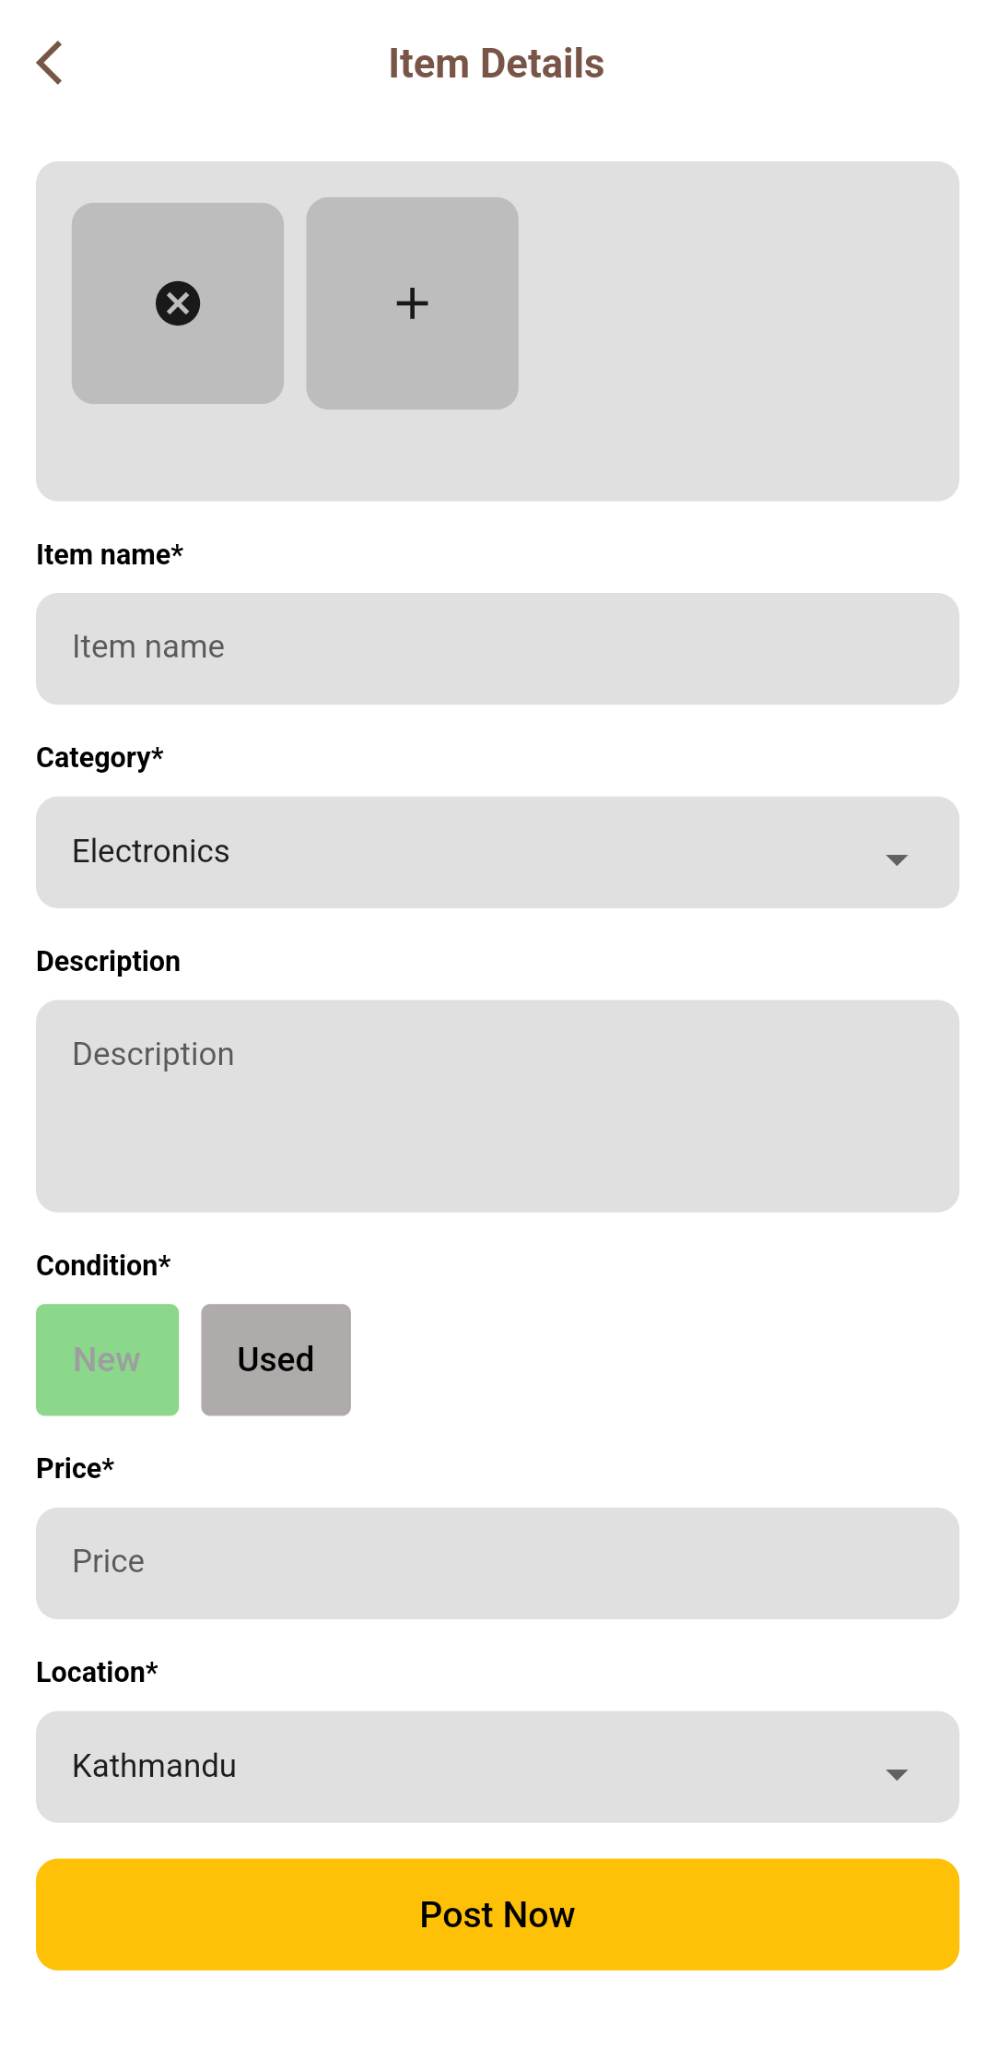 Item Details
Item name*
Item name
Category*
Electronics
Description
Description
Condition*
New Used
Price*
Price
Location*
Kathmandu
Post Now